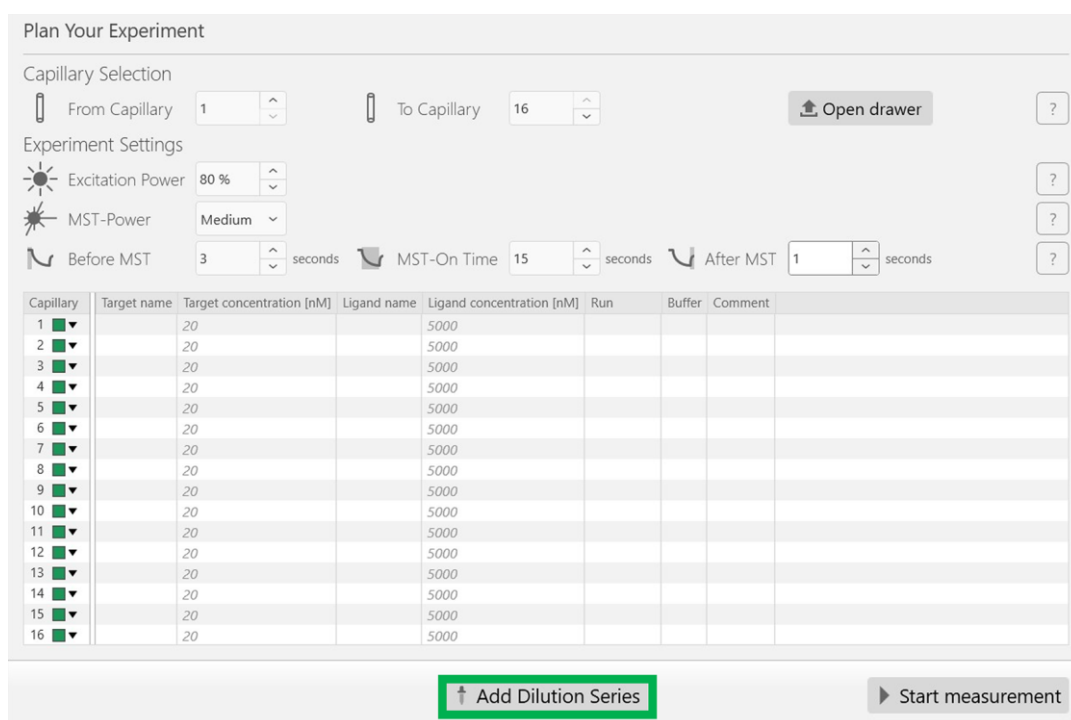 Plan Your Experiment
Capillary Selection
From Capillary 1 To Capillary 16 Open drawer ?
Experiment Settings
Excitation Power 80 % ?
MST-Power Medium ?
Before MST 3 seconds MST-On Time 15 seconds After MST 1 seconds ?
Capillary Target name Target concentration [nM] Ligand name Ligand concentration [nM] Run Buffer Comment
1 20 5000
2 20 5000
3 20 5000
4 20 5000
5 20 5000
6 20 5000
7 20 5000
8 20 5000
9 20 5000
10 20 5000
11 20 5000
12 20 5000
13 20 5000
14 20 5000
15 20 5000
16 20 5000
Add Dilution Series Start measurement